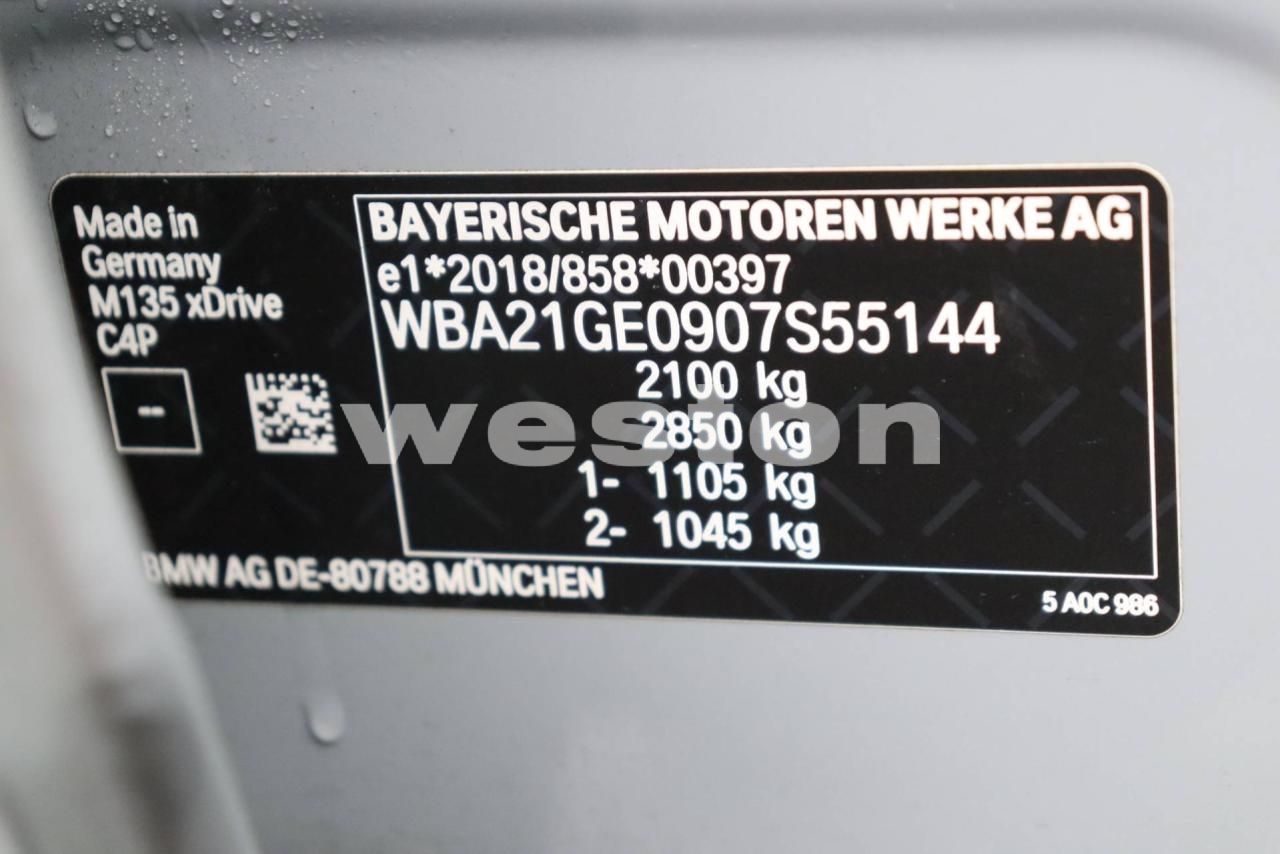 Made in
Germany
M135 xDrive
C4P
--
BAYERISCHE MOTOREN WERKE AG
e1*2018/858*00397
WBA21GE0907S55144
2100 kg
2850 kg
1- 1105 kg
2- 1045 kg
weston
BMW AG DE-80788 MÜNCHEN
5 A0C 986